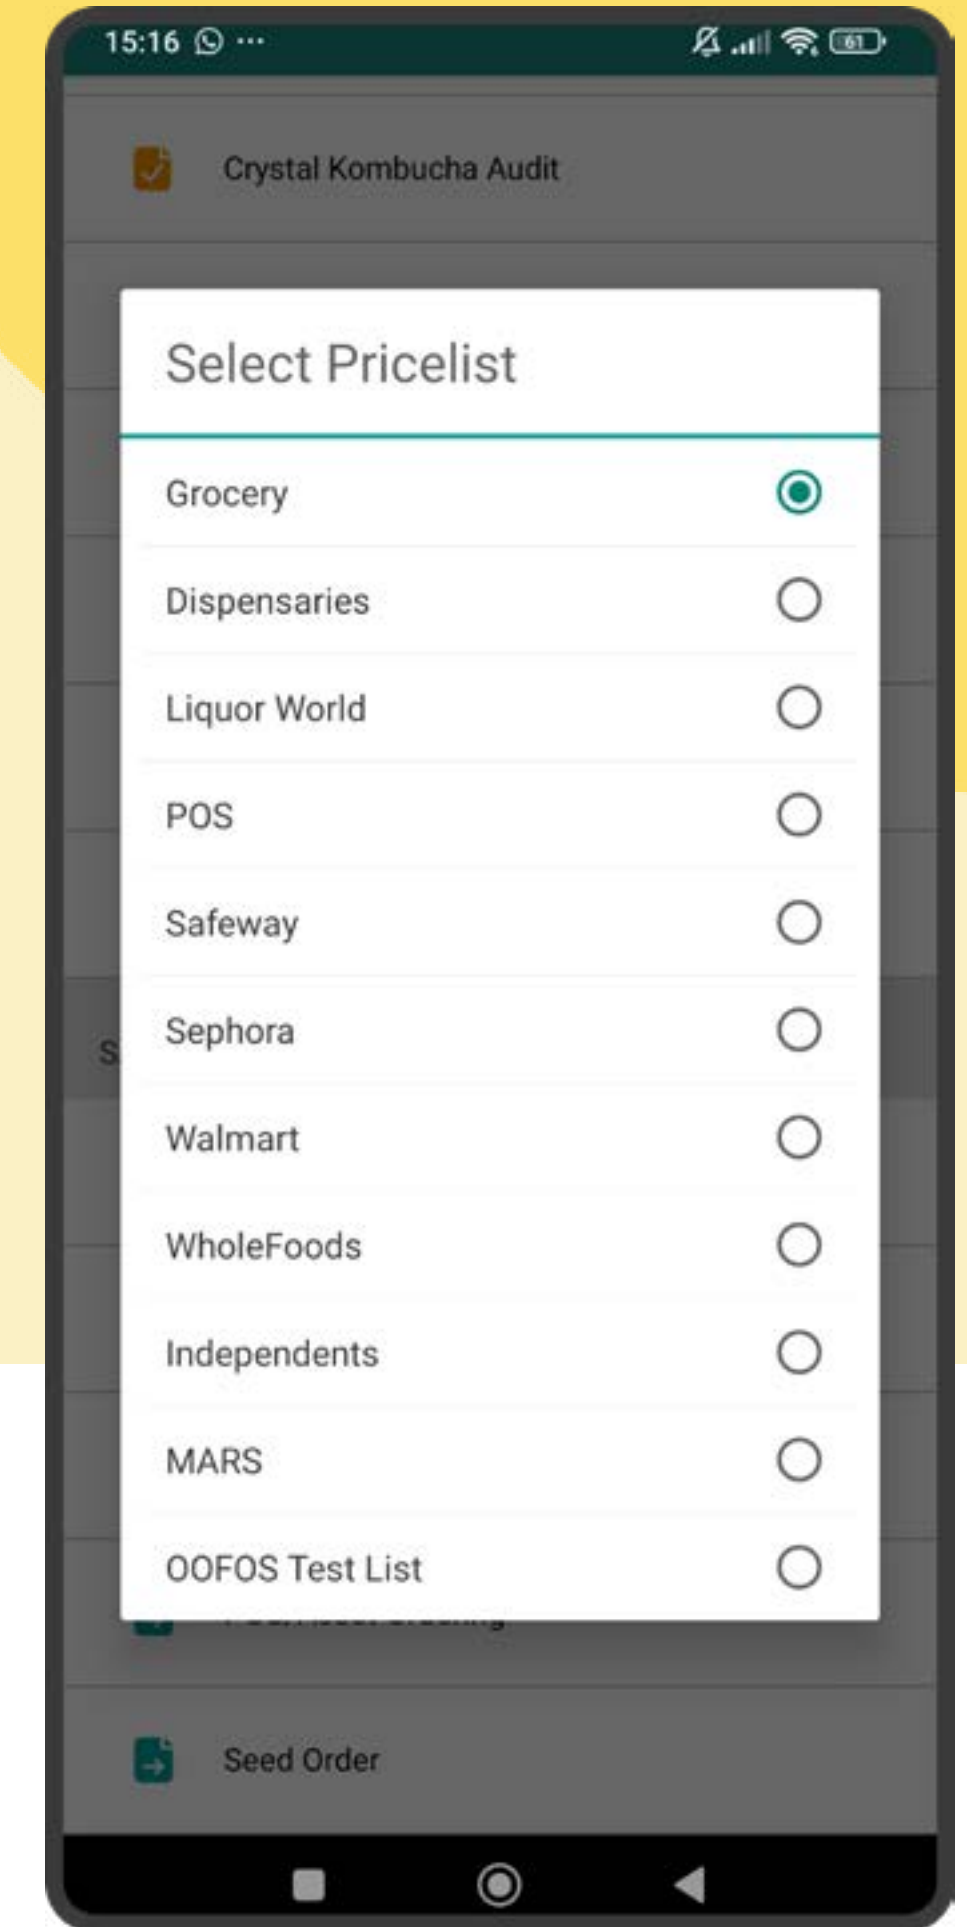 15:16
61
Crystal Kombucha Audit
Select Pricelist
Grocery
Dispensaries
Liquor World
POS
Safeway
Sephora
Walmart
WholeFoods
Independents
MARS
OOFOS Test List
Seed Order